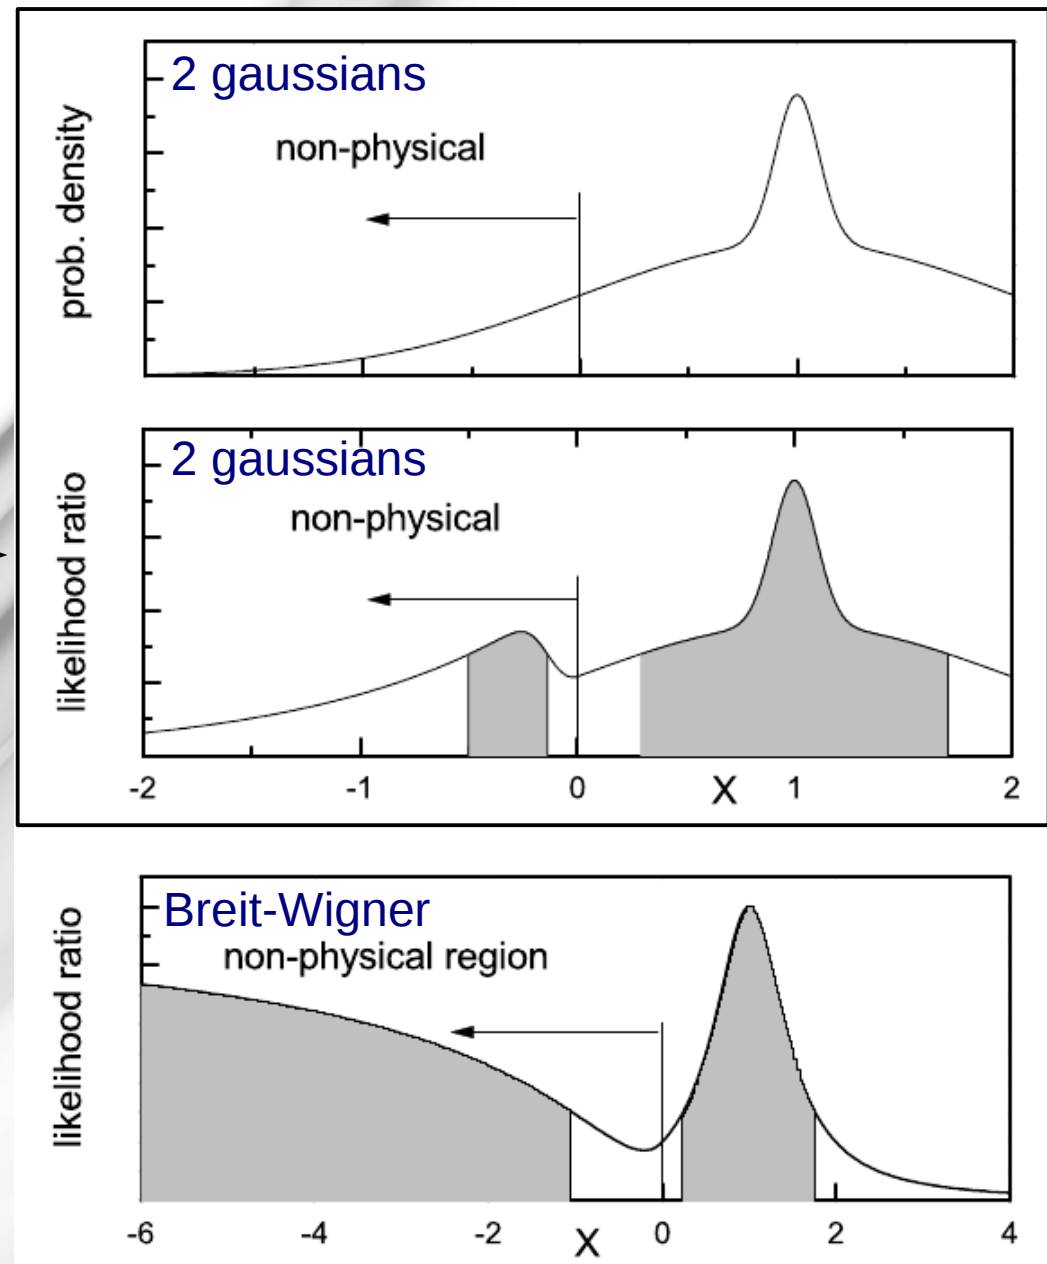 2 gaussians
non-physical
prob. density
2 gaussians
non-physical
likelihood ratio
-2 -1 0 X 1 2
Breit-Wigner
non-physical region
likelihood ratio
-6 -4 -2 X 0 2 4